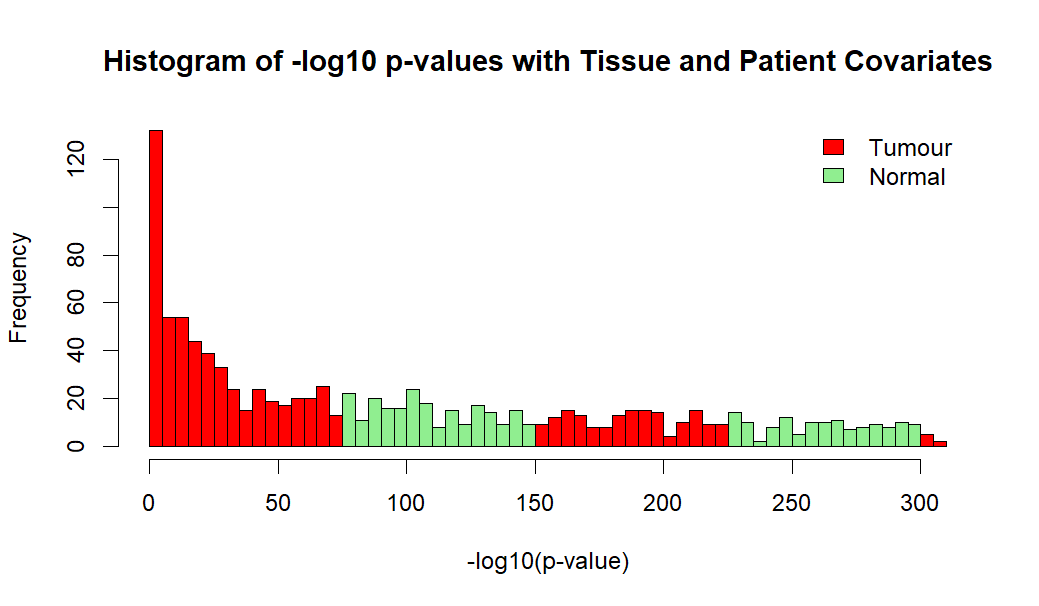 Histogram of -log10 p-values with Tissue and Patient Covariates
Tumour
Normal
Frequency
120
80
60
40
20
0
0 50 100 150 200 250 300
-log10(p-value)